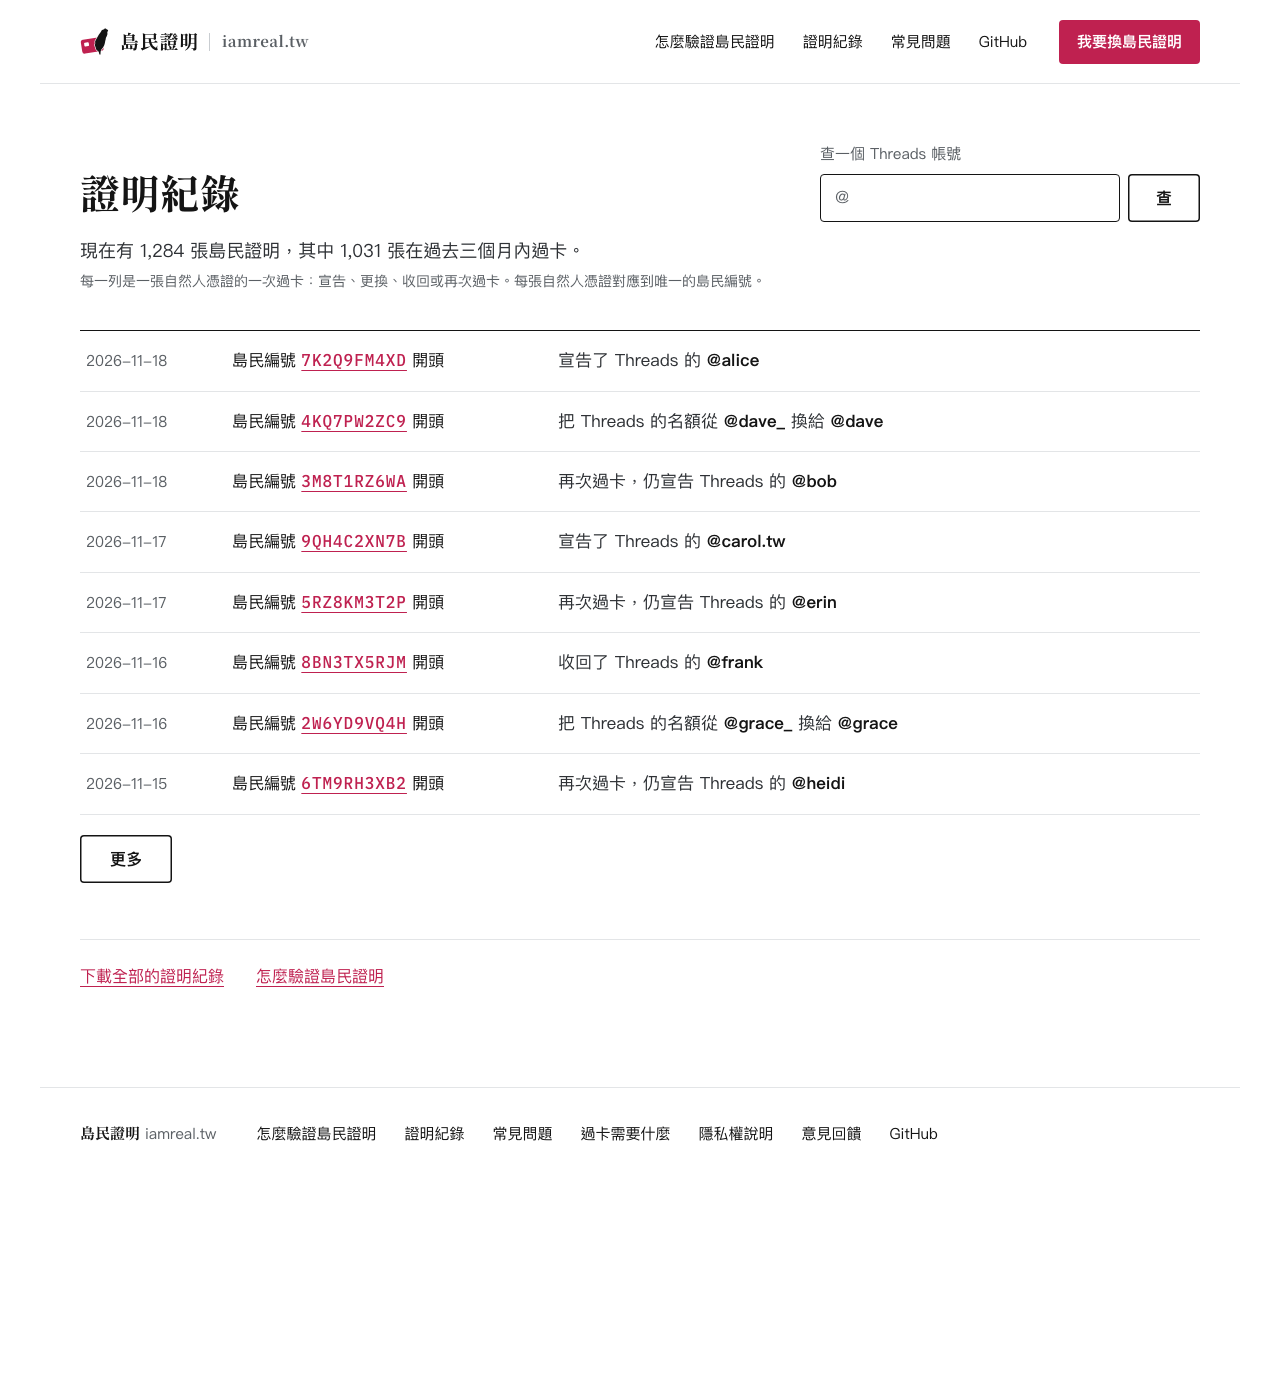 島民證明 iamreal.tw 怎麼驗證島民證明 證明紀錄 常見問題 GitHub 我要換島民證明
查一個 Threads 帳號
證明紀錄
@ 查
現在有 1,284 張島民證明，其中 1,031 張在過去三個月內過卡。
每一列是一張自然人憑證的一次過卡：宣告、更換、收回或再次過卡。每張自然人憑證對應到唯一的島民編號。
2026-11-18 島民編號 7K2Q9FM4XD 開頭 宣告了 Threads 的 @alice
2026-11-18 島民編號 4KQ7PW2ZC9 開頭 把 Threads 的名額從 @dave_ 換給 @dave
2026-11-18 島民編號 3M8T1RZ6WA 開頭 再次過卡，仍宣告 Threads 的 @bob
2026-11-17 島民編號 9QH4C2XN7B 開頭 宣告了 Threads 的 @carol.tw
2026-11-17 島民編號 5RZ8KM3T2P 開頭 再次過卡，仍宣告 Threads 的 @erin
2026-11-16 島民編號 8BN3TX5RJM 開頭 收回了 Threads 的 @frank
2026-11-16 島民編號 2W6YD9VQ4H 開頭 把 Threads 的名額從 @grace_ 換給 @grace
2026-11-15 島民編號 6TM9RH3XB2 開頭 再次過卡，仍宣告 Threads 的 @heidi
更多
下載全部的證明紀錄 怎麼驗證島民證明
島民證明 iamreal.tw 怎麼驗證島民證明 證明紀錄 常見問題 過卡需要什麼 隱私權說明 意見回饋 GitHub